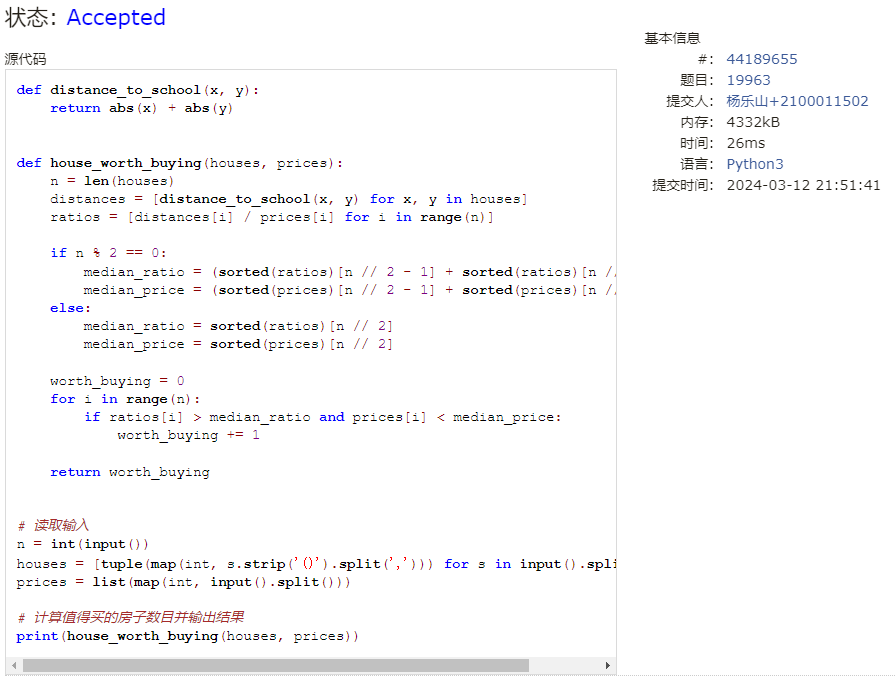 状态: Accepted
源代码
def distance_to_school(x, y):
    return abs(x) + abs(y)
def house_worth_buying(houses, prices):
    n = len(houses)
    distances = [distance_to_school(x, y) for x, y in houses]
    ratios = [distances[i] / prices[i] for i in range(n)]
    if n % 2 == 0:
        median_ratio = (sorted(ratios)[n // 2 - 1] + sorted(ratios)[n //
        median_price = (sorted(prices)[n // 2 - 1] + sorted(prices)[n //
    else:
        median_ratio = sorted(ratios)[n // 2]
        median_price = sorted(prices)[n // 2]
    worth_buying = 0
    for i in range(n):
        if ratios[i] > median_ratio and prices[i] < median_price:
            worth_buying += 1
    return worth_buying
# 读取输入
n = int(input())
houses = [tuple(map(int, s.strip('()').split(','))) for s in input().spli
prices = list(map(int, input().split()))
# 计算值得买的房子数目并输出结果
print(house_worth_buying(houses, prices))
基本信息
#: 44189655
题目: 19963
提交人: 杨乐山+2100011502
内存: 4332kB
时间: 26ms
语言: Python3
提交时间: 2024-03-12 21:51:41